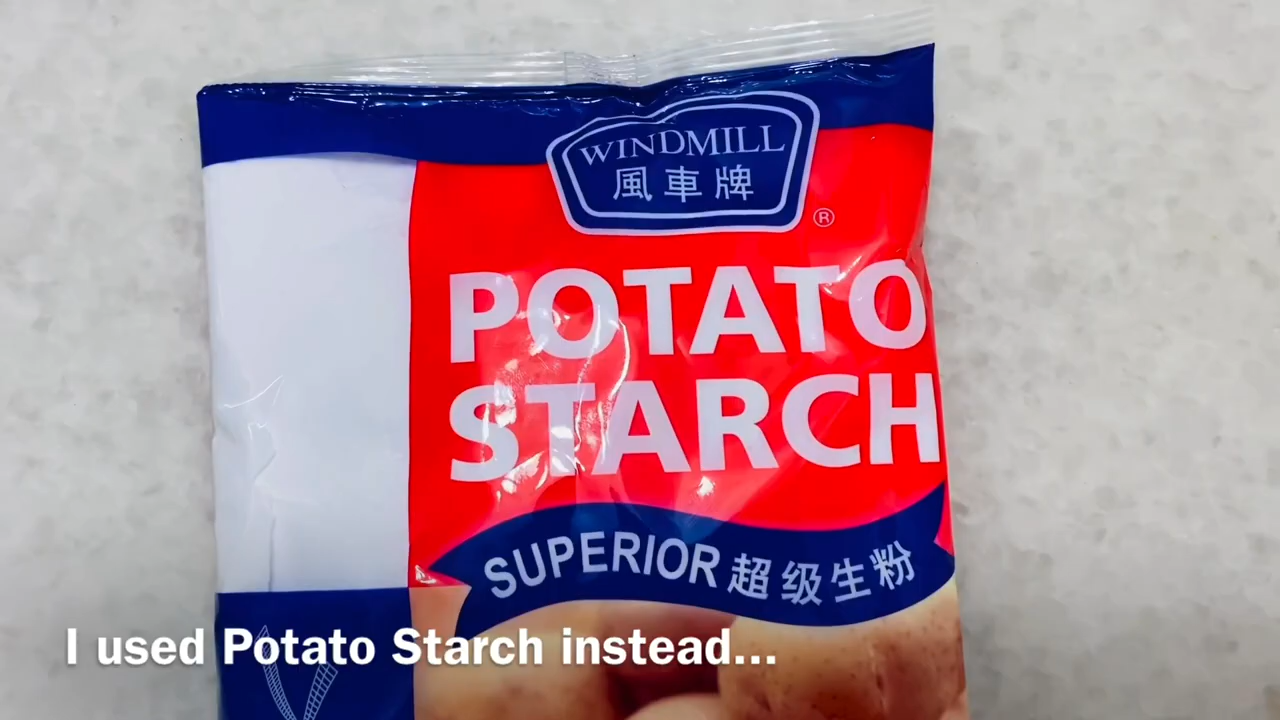 WINDMILL
風車牌
®
POTATO
STARCH
SUPERIOR 超级生粉
I used Potato Starch instead...